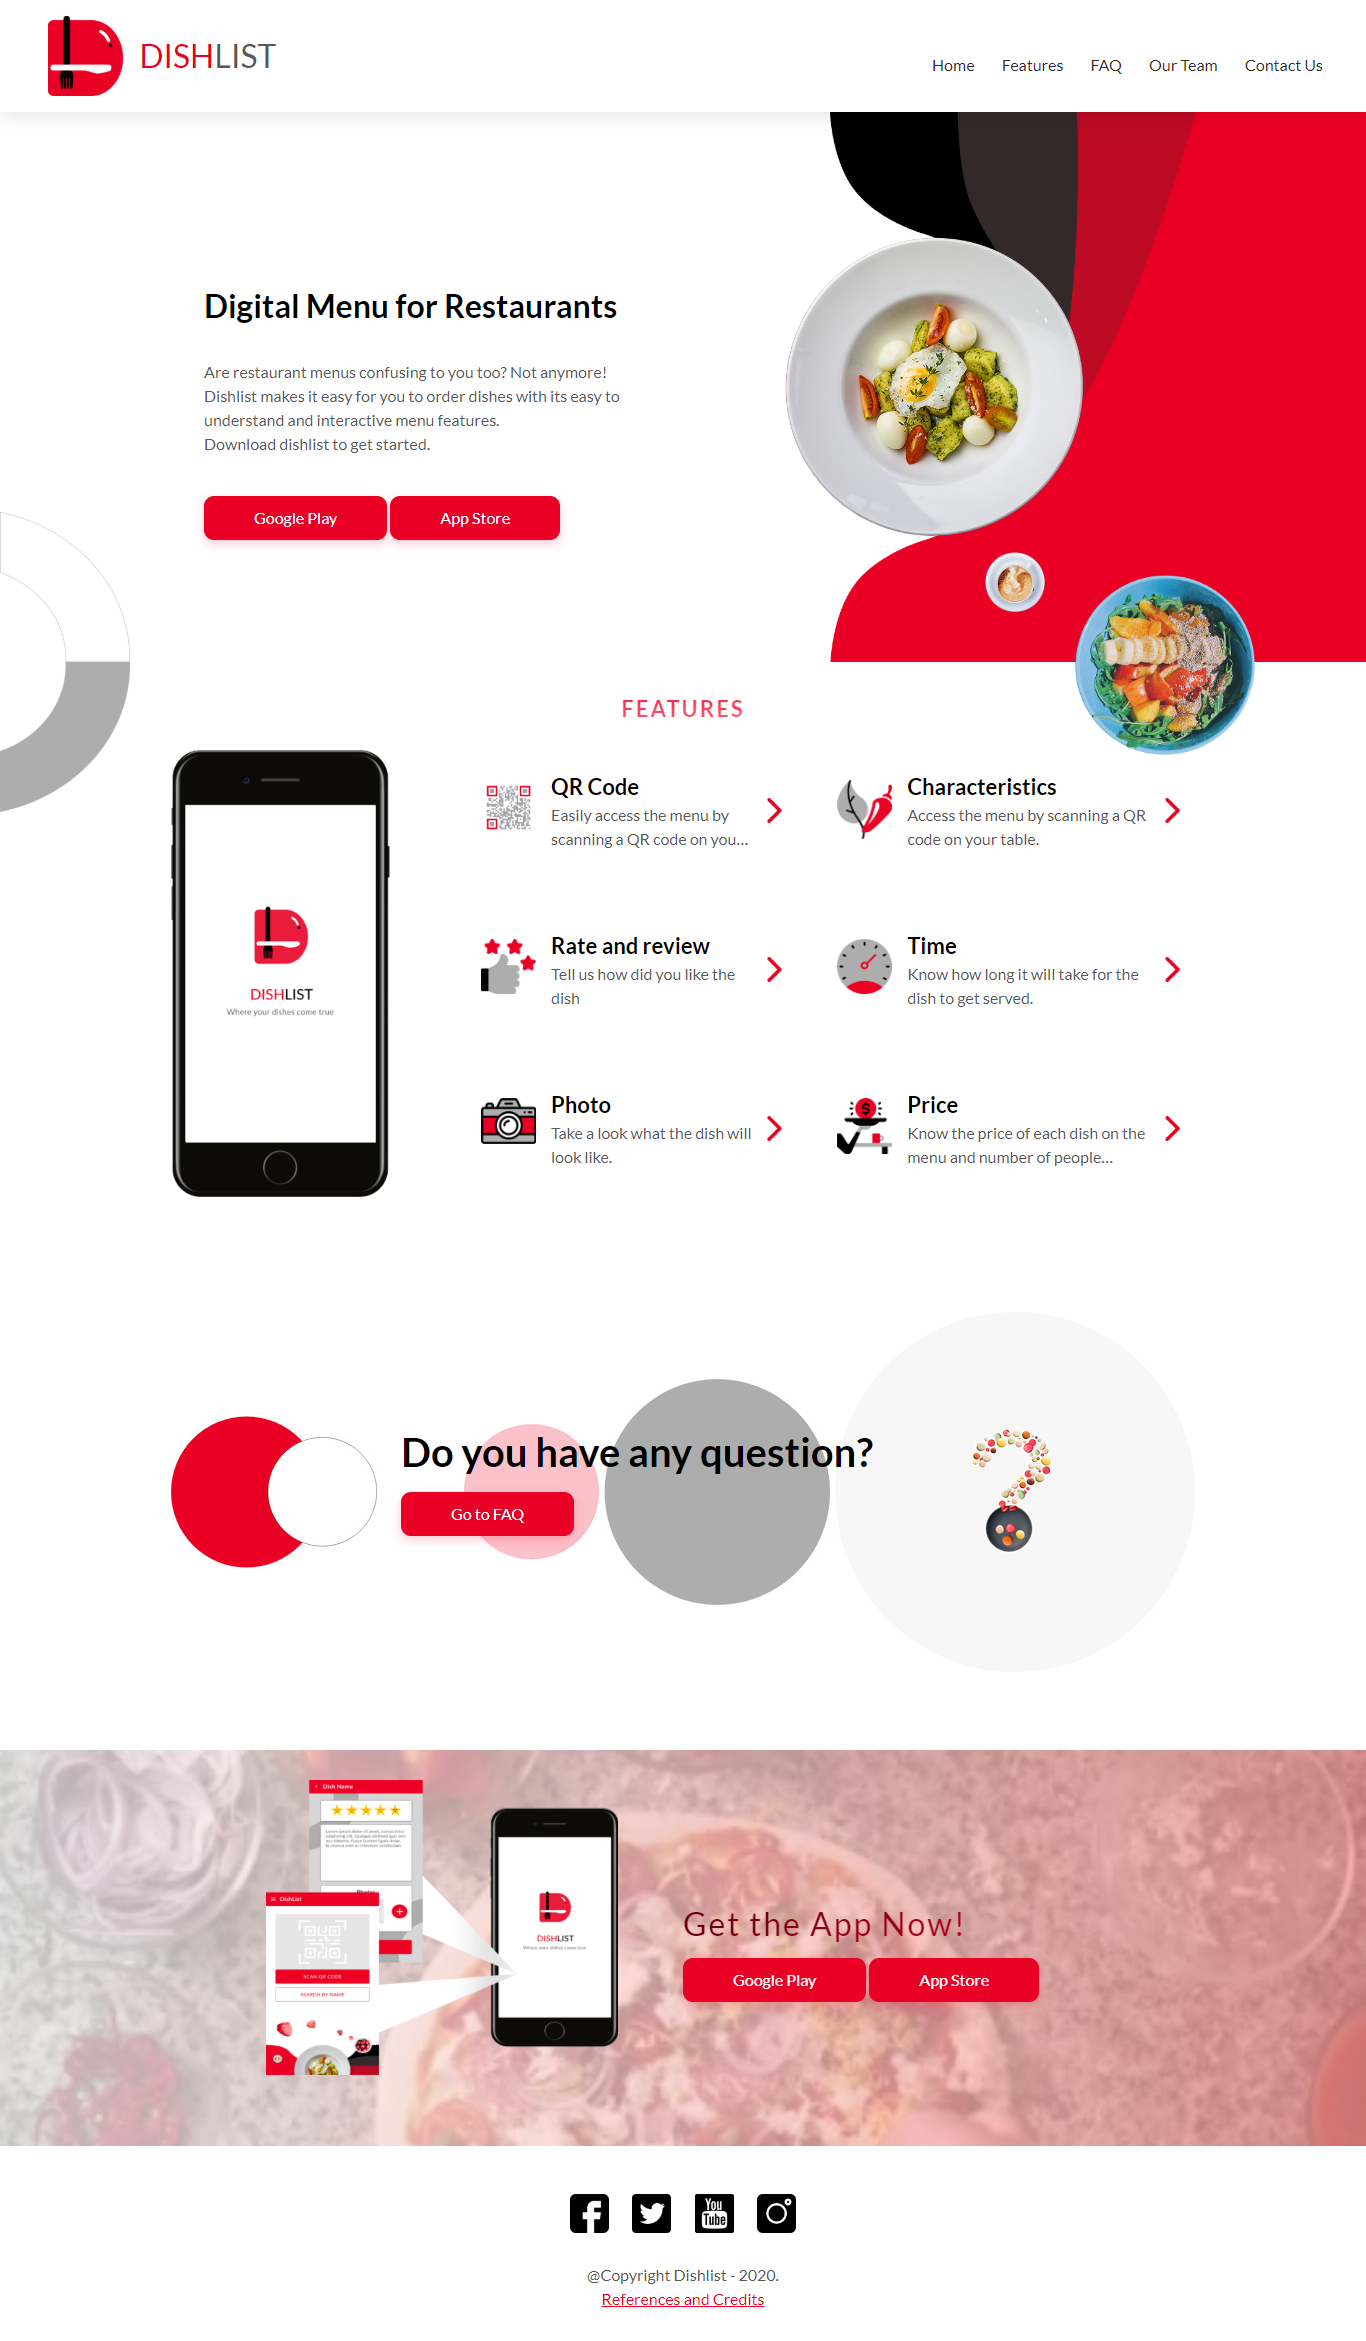 DISHLIST
Home
Features
FAQ
Our Team
Contact Us
Digital Menu for Restaurants
Are restaurant menus confusing to you too? Not anymore!
Dishlist makes it easy for you to order dishes with its easy to
understand and interactive menu features.
Download dishlist to get started.
Google Play
App Store
FEATURES
DISHLIST
Where your dishes come true
QR Code
Easily access the menu by
scanning a QR code on you...
Characteristics
Access the menu by scanning a QR
code on your table.
Rate and review
Tell us how did you like the
dish
Time
Know how long it will take for the
dish to get served.
Photo
Take a look what the dish will
look like.
Price
Know the price of each dish on the
menu and number of people...
Do you have any question?
Go to FAQ
Dish Name
DishList
SCAN QR CODE
SEARCH BY NAME
DISHLIST
Where your dishes come true
Get the App Now!
Google Play
App Store
You
Tube
@Copyright Dishlist - 2020.
References and Credits